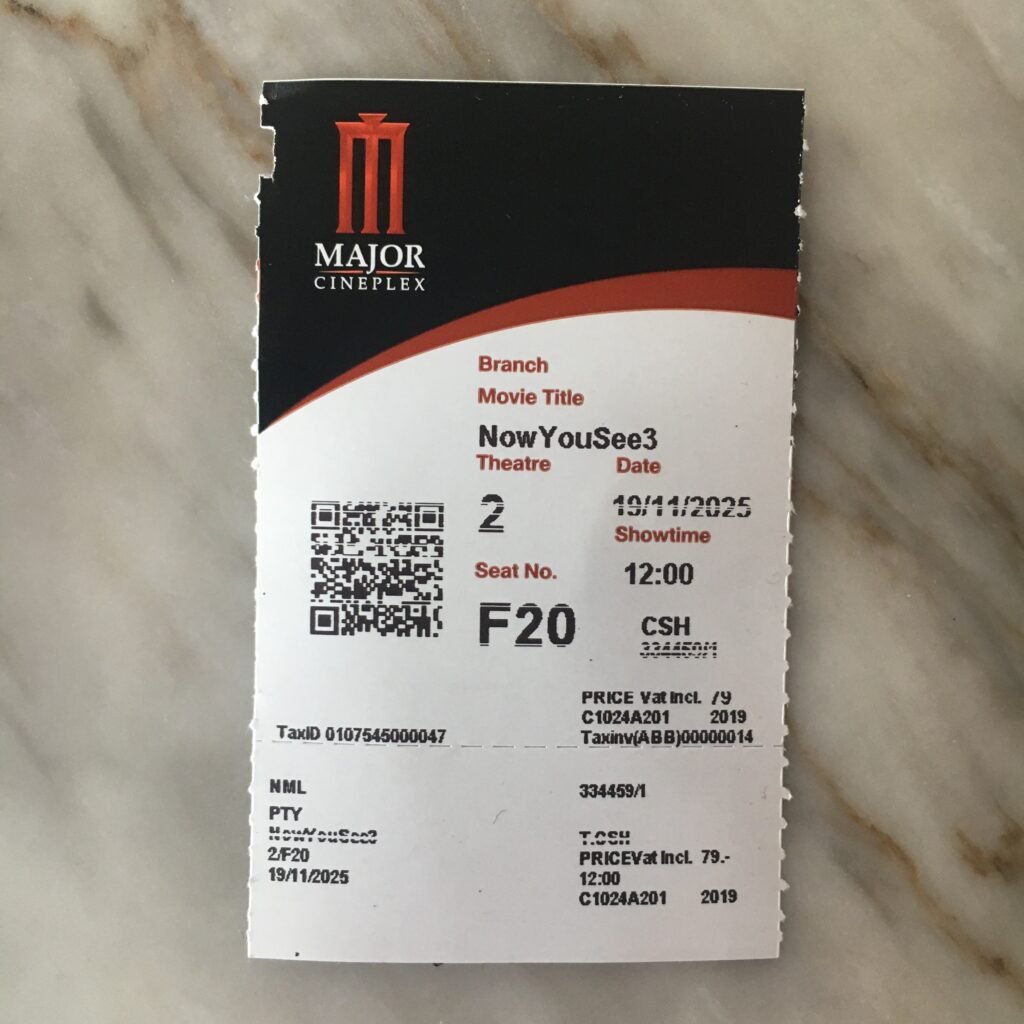 MAJOR
CINEPLEX
Branch
Movie Title
NowYouSee3
Theatre Date
2 19/11/2025
Showtime
Seat No. 12:00
F20 CSH
334459/1
PRICE Vat Incl. 79
C1024A201 2019
TaxID 0107545000047 Taxinv(ABB)00000014
NML 334459/1
PTY
NowYouSee3 T.CSH
2/F20 PRICEVat Incl. 79.-
19/11/2025 12:00
C1024A201 2019